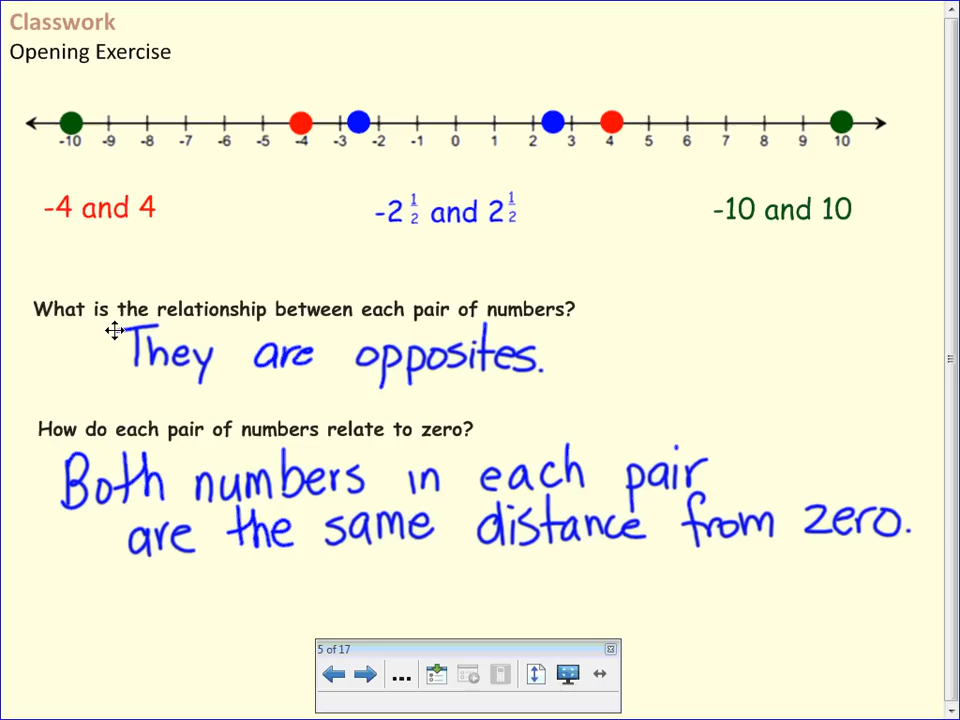 Classwork
Opening Exercise
-10 -9 -8 -7 -6 -5 -4 -3 -2 -1 0 1 2 3 4 5 6 7 8 9 10
-4 and 4
-2 1/2 and 2 1/2
-10 and 10
What is the relationship between each pair of numbers?
They are opposites.
How do each pair of numbers relate to zero?
Both numbers in each pair
are the same distance from zero.
5 of 17